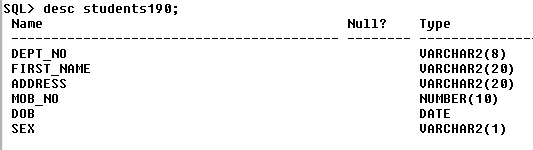 SQL> desc students190;
Name Null? Type
----------------------------------------- -------- ----------------------------
DEPT_NO VARCHAR2(8)
FIRST_NAME VARCHAR2(20)
ADDRESS VARCHAR2(20)
MOB_NO NUMBER(10)
DOB DATE
SEX VARCHAR2(1)